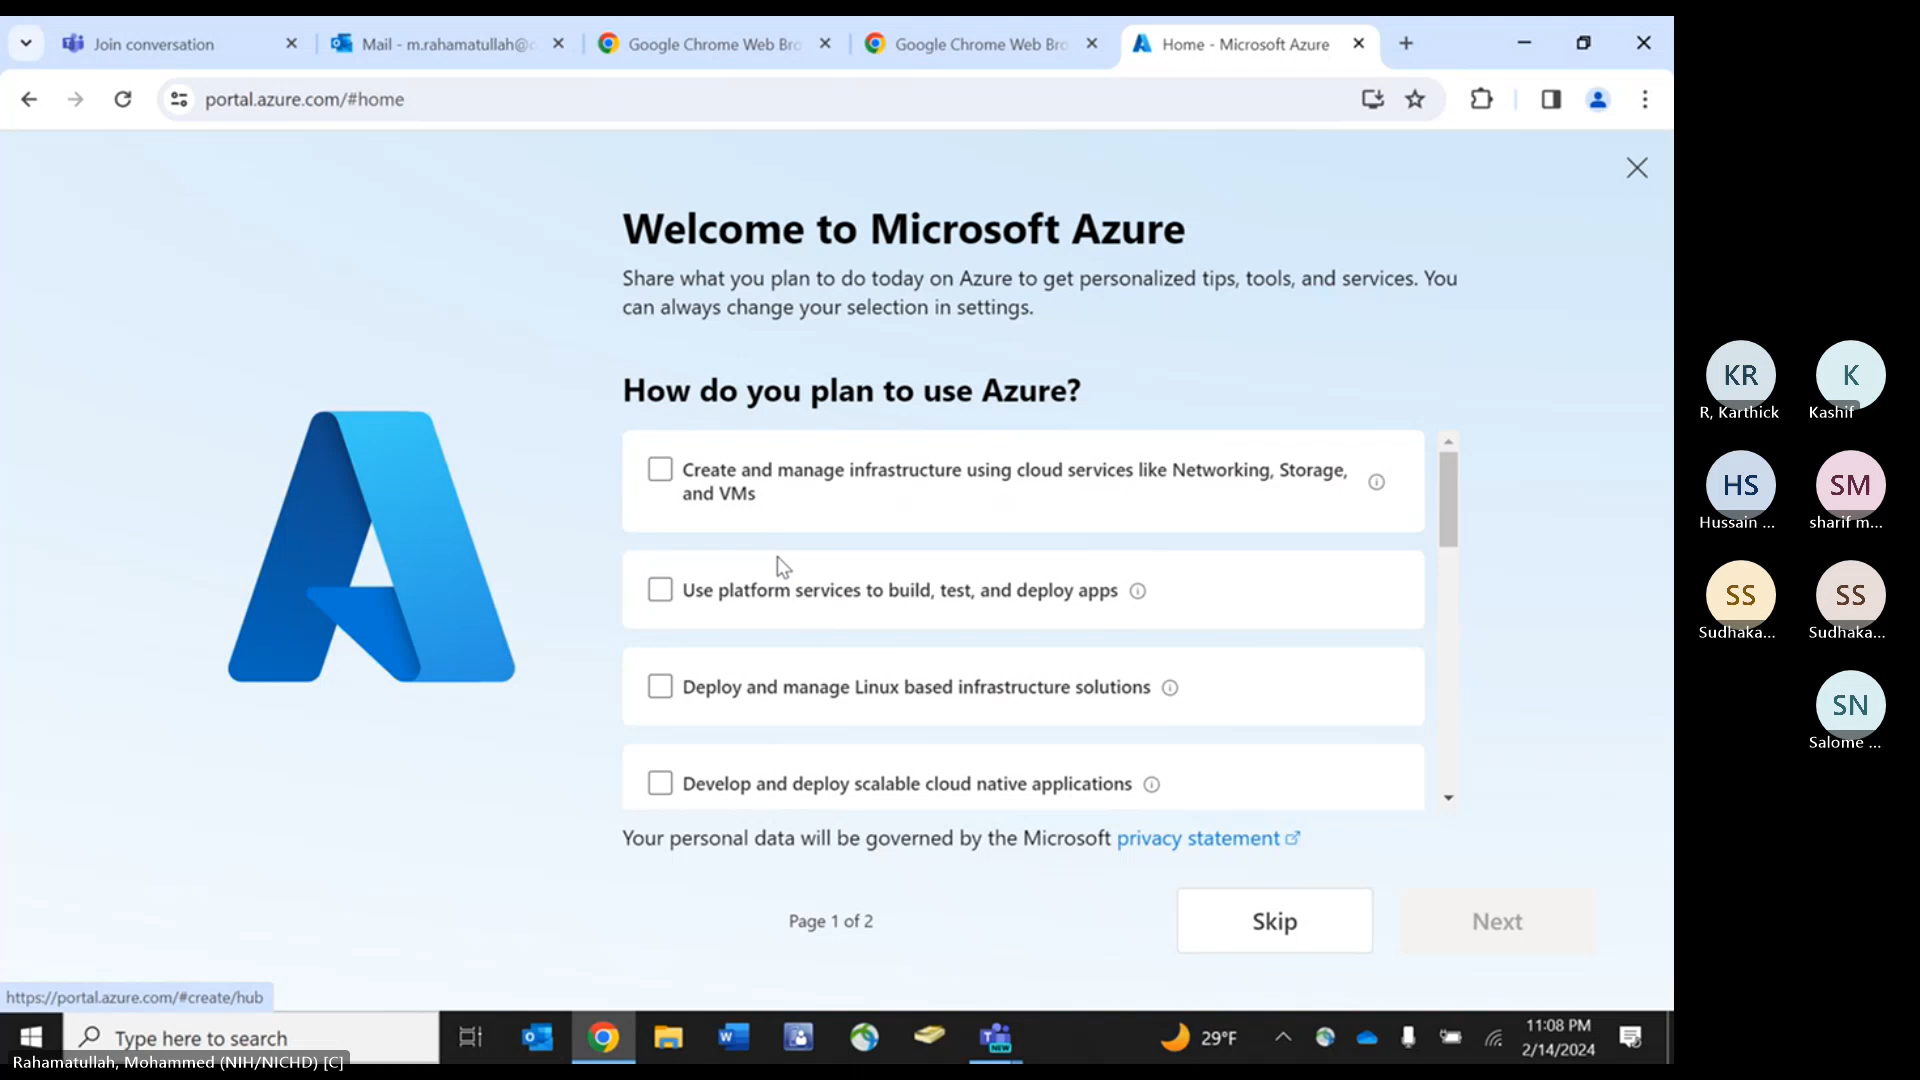 Join conversation
Mail - m.rahamatullah@c
Google Chrome Web Bro
Google Chrome Web Bro
Home - Microsoft Azure
portal.azure.com/#home
Welcome to Microsoft Azure
Share what you plan to do today on Azure to get personalized tips, tools, and services. You
can always change your selection in settings.
How do you plan to use Azure?
Create and manage infrastructure using cloud services like Networking, Storage,
and VMs
Use platform services to build, test, and deploy apps
Deploy and manage Linux based infrastructure solutions
Develop and deploy scalable cloud native applications
Your personal data will be governed by the Microsoft privacy statement
Page 1 of 2
Skip
Next
https://portal.azure.com/#create/hub
Type here to search
NEW
29°F
11:08 PM
2/14/2024
Rahamatullah, Mohammed (NIH/NICHD) [C]
KR
R, Karthick
K
Kashif
HS
Hussain ...
SM
sharif m...
SS
Sudhaka...
SS
Sudhaka...
SN
Salome ...